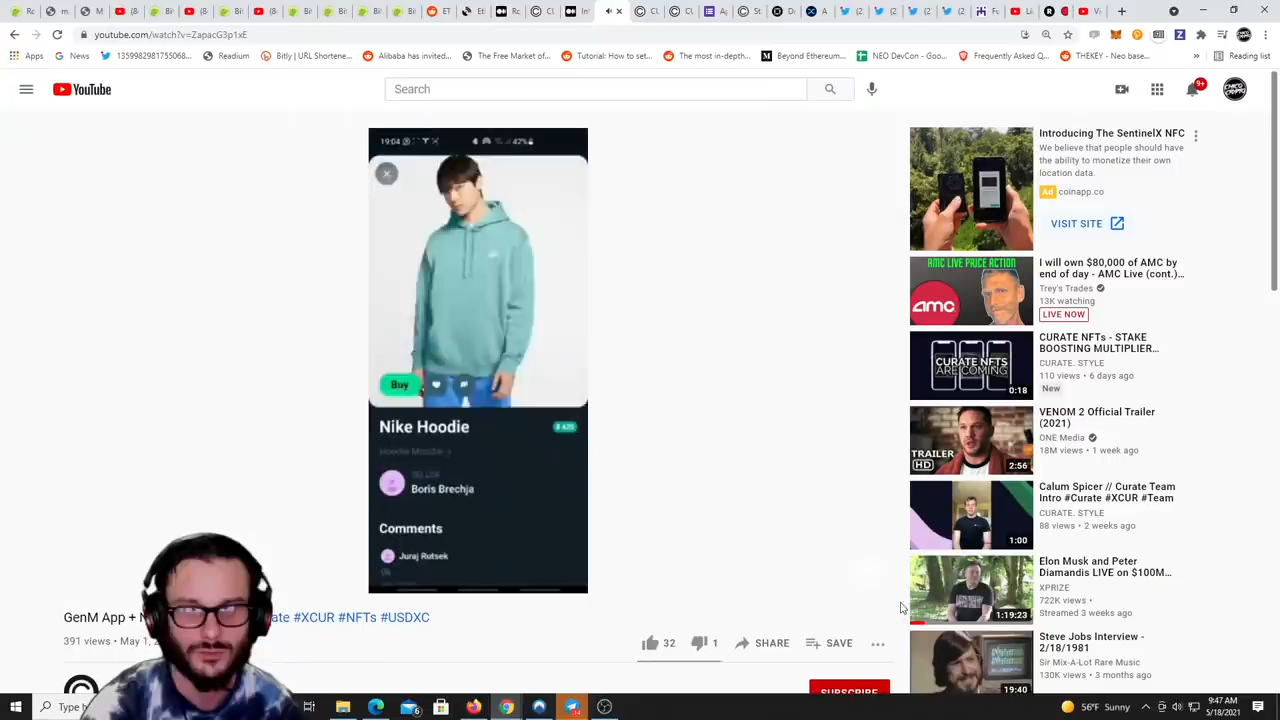 youtube.com/watch?v=ZapacG3p1xE
Apps
News
1359982981755068...
Bitly | URL Shortene...
Alibaba has invited...
The Free Market...
Tutorial: How to set...
The most in-depth...
Beyond Ethereum...
NEO DevCon - Goo...
Frequently Asked Q...
THEKEY - Neo base...
»
Reading list
YouTube
Search
9+
19:04
42%
Buy
Nike Hoodie
SELLER
Boris Brechja
Comments
Juraj Rutsek
Introducing The SentinelX NFC
We believe that people should have
the ability to monetize their own
location data.
Ad coinapp.co
VISIT SITE
AMC LIVE PRICE ACTION
amc
I will own $80,000 of AMC by
end of day - AMC Live (cont.)...
Trey's Trades
13K watching
LIVE NOW
CURATE NFTs
ARE COMING
0:18
CURATE NFTs - STAKE
BOOSTING MULTIPLIER...
CURATE. STYLE
110 views • 6 days ago
New
TRAILER
HD
2:56
VENOM 2 Official Trailer
(2021)
ONE Media
18M views • 1 week ago
1:00
Calum Spicer // Curate Team
Intro #Curate #XCUR #Team
CURATE. STYLE
88 views • 2 weeks ago
1:19:23
Elon Musk and Peter
Diamandis LIVE on $100M...
XPRIZE
722K views •
Streamed 3 weeks ago
19:40
Steve Jobs Interview -
2/18/1981
Sir Mix-A-Lot Rare Music
130K views • 3 months ago
GenM App + #XCUR #NFTs #USDXC
391 views • May 1
32
1
SHARE
SAVE
SUBSCRIBE
Type h
56°F Sunny
9:47 AM
5/18/2021